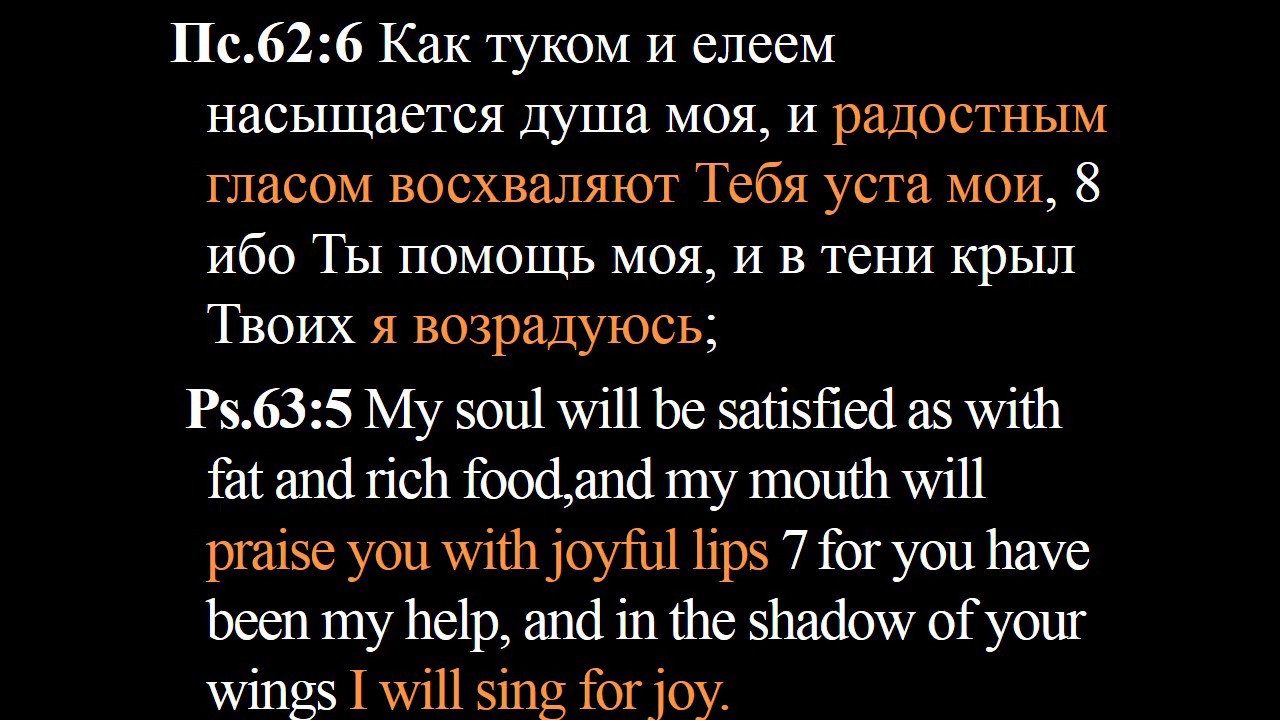 Пс.62:6 Как туком и елеем
насыщается душа моя, и радостным
гласом восхваляют Тебя уста мои, 8
ибо Ты помощь моя, и в тени крыл
Твоих я возрадуюсь;
Ps.63:5 My soul will be satisfied as with
fat and rich food,and my mouth will
praise you with joyful lips 7 for you have
been my help, and in the shadow of your
wings I will sing for joy.